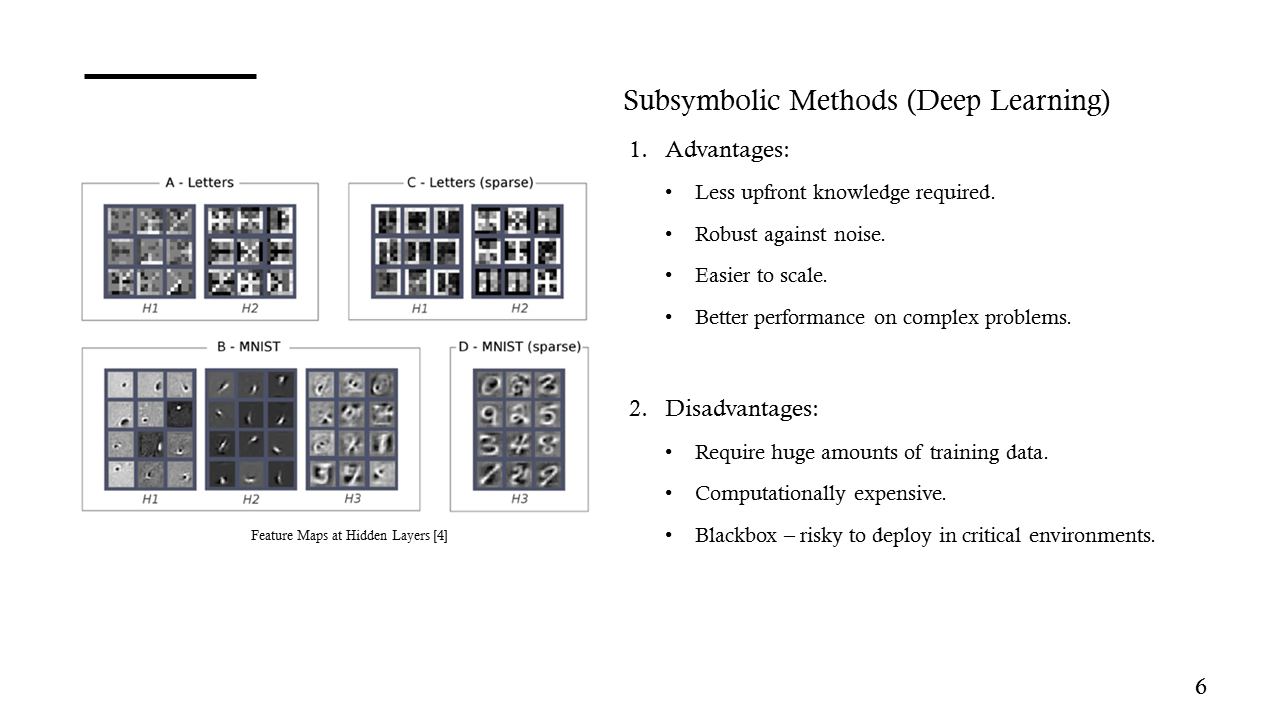 Subsymbolic Methods (Deep Learning)
1. Advantages:
• Less upfront knowledge required.
• Robust against noise.
• Easier to scale.
• Better performance on complex problems.
2. Disadvantages:
• Require huge amounts of training data.
• Computationally expensive.
• Blackbox – risky to deploy in critical environments.
A - Letters
H1
H2
C - Letters (sparse)
H1
H2
B - MNIST
H1
H2
H3
D - MNIST (sparse)
H3
Feature Maps at Hidden Layers [4]
6